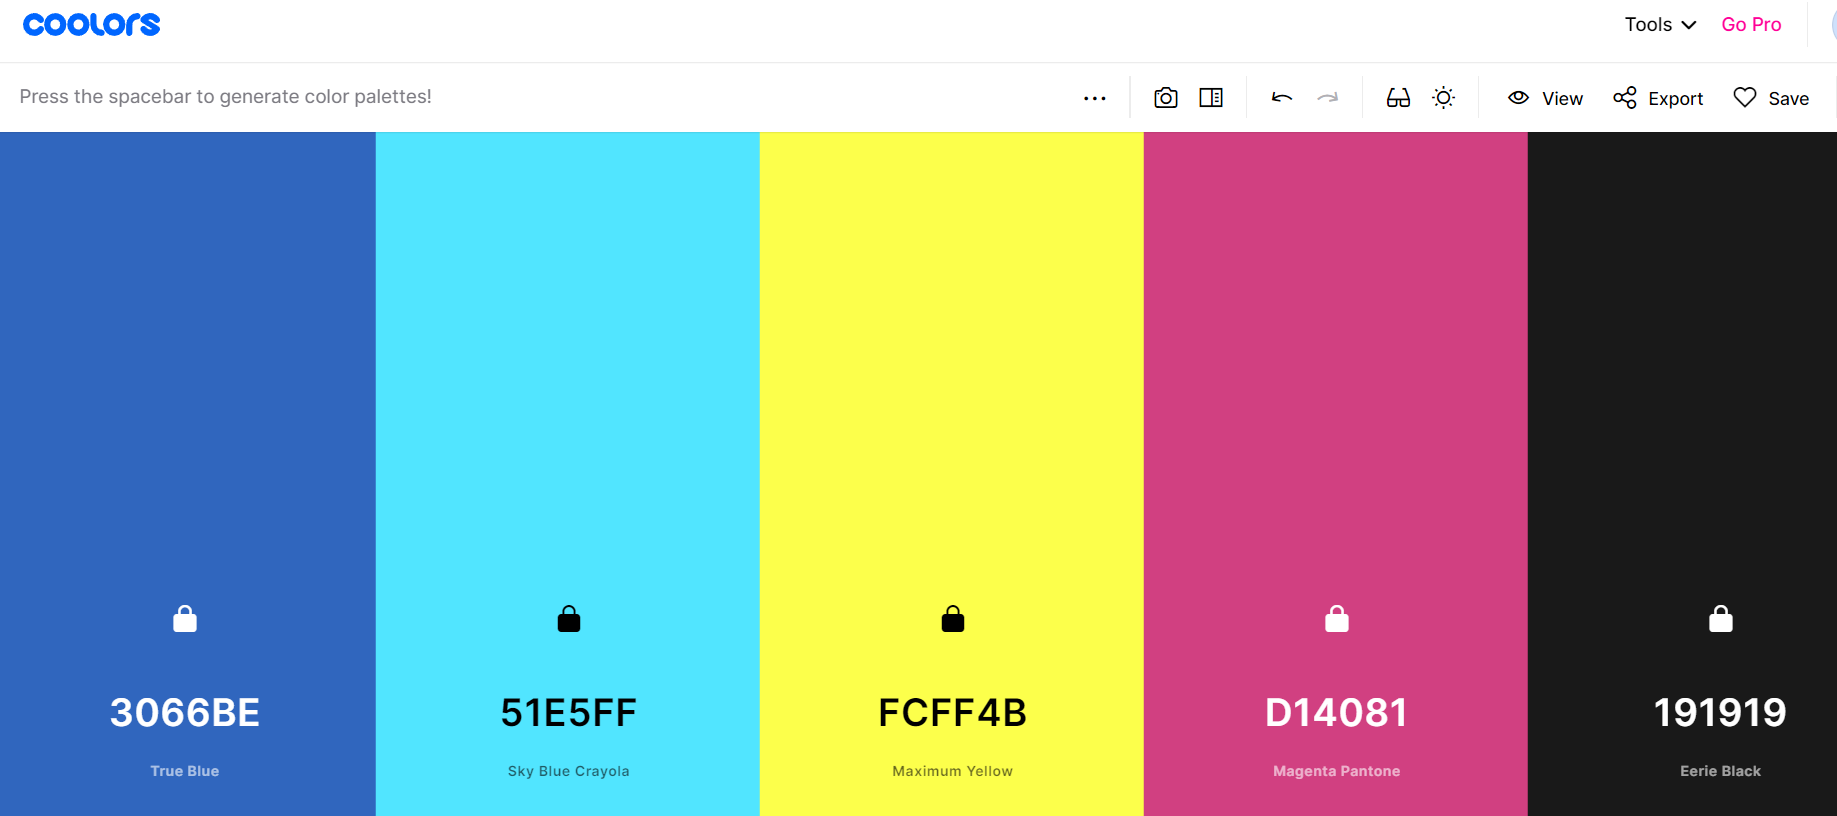 coolors
Tools Go Pro
Press the spacebar to generate color palettes!
View Export Save
3066BE
True Blue
51E5FF
Sky Blue Crayola
FCFF4B
Maximum Yellow
D14081
Magenta Pantone
191919
Eerie Black